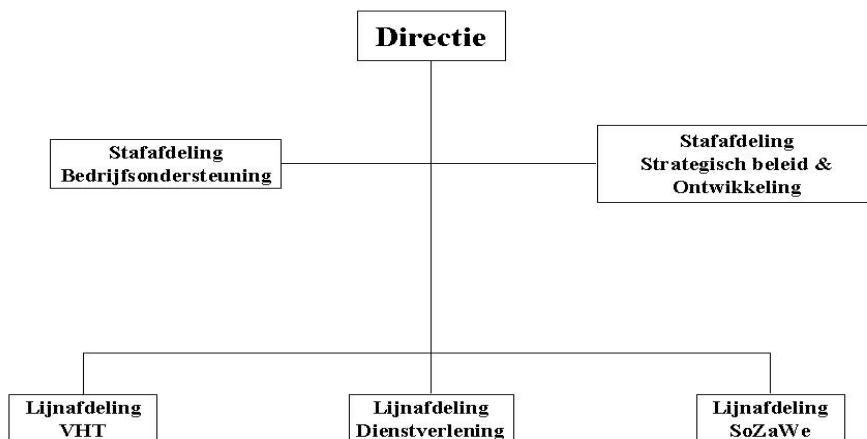 Directie
Stafafdeling
Bedrijfsondersteuning
Stafafdeling
Strategisch beleid &
Ontwikkeling
Lijnafdeling
VHT
Lijnafdeling
Dienstverlening
Lijnafdeling
SoZaWe